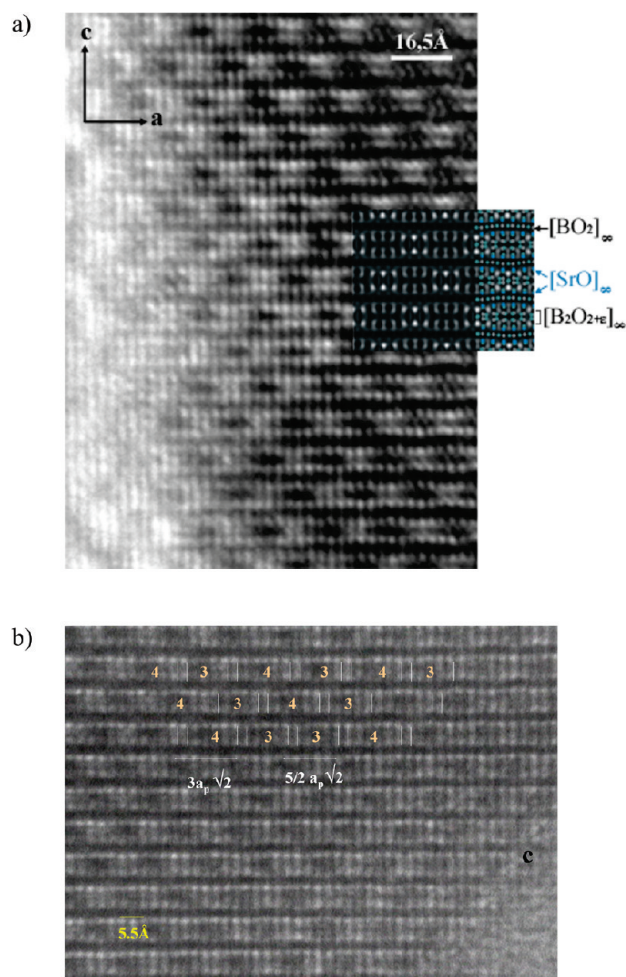 a)
c
16,5Å
a
[BO₂]∞
[SrO]∞
[B₂O₂₊ε]∞
b)
4 3 4 3 4 3
4 3 4 3
4 3 3 4
3aₚ√2 5/2 aₚ√2
c
5.5Å